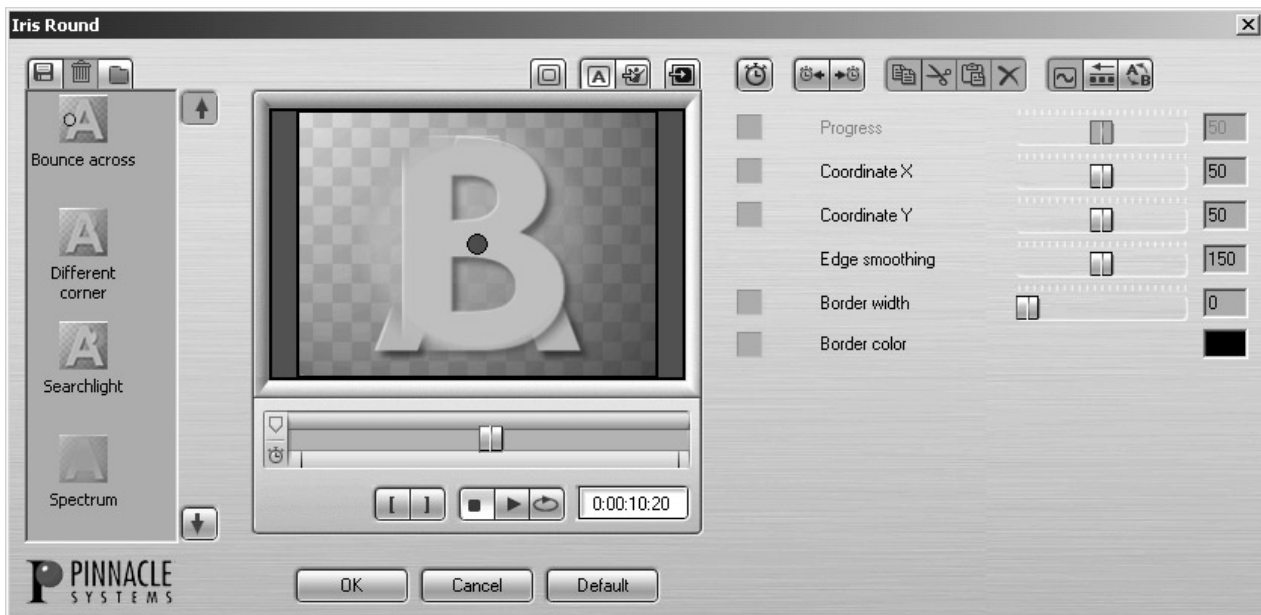 Iris Round
A
A
B
Bounce across
Different
corner
Searchlight
Spectrum
B
[ ]
0:00:10:20
Progress 50
Coordinate X 50
Coordinate Y 50
Edge smoothing 150
Border width 0
Border color
PINNACLE
SYSTEMS
OK Cancel Default